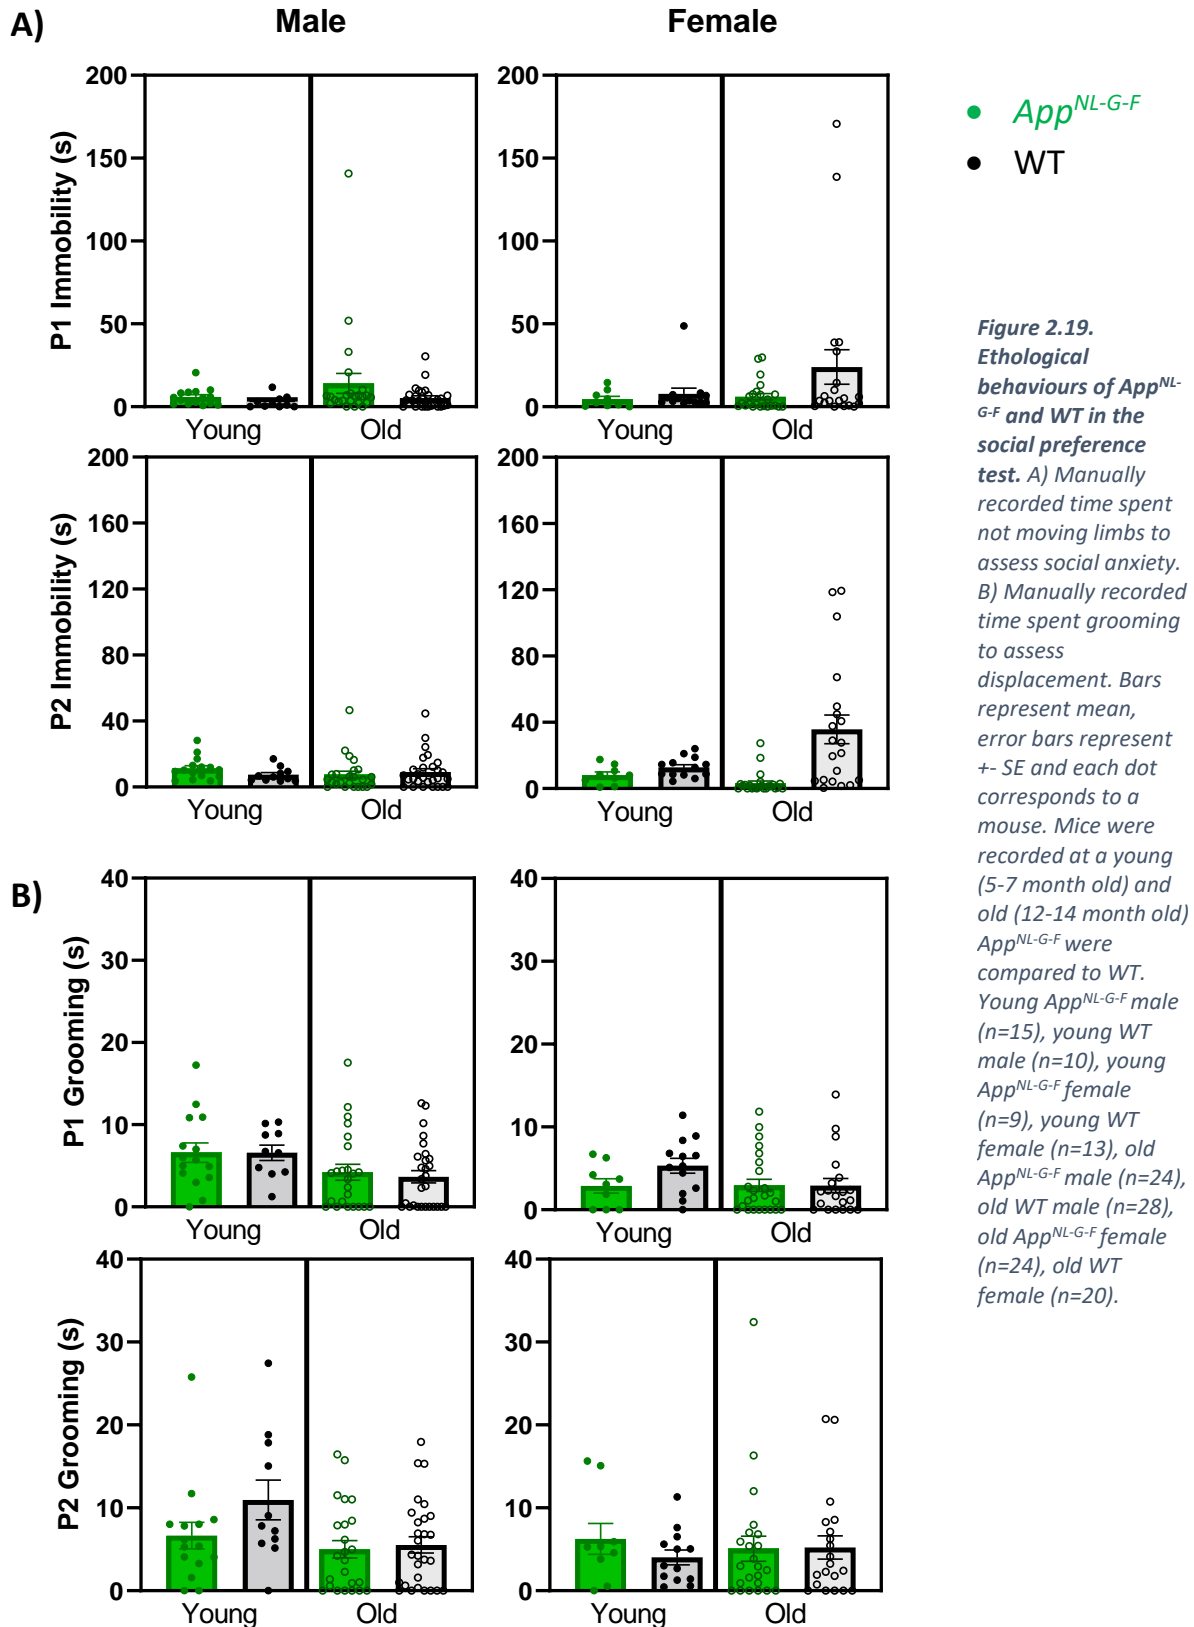 A)
Male
Female
200
150
100
50
0
P1 Immobility (s)
Young
Old
200
150
100
50
0
Young
Old
App^NL-G-F
WT
200
160
120
80
40
0
P2 Immobility (s)
Young
Old
200
160
120
80
40
0
Young
Old
B)
40
30
20
10
0
P1 Grooming (s)
Young
Old
40
30
20
10
0
Young
Old
40
30
20
10
0
P2 Grooming (s)
Young
Old
40
30
20
10
0
Young
Old
Figure 2.19.
Ethological
behaviours of App^NL-
G-F and WT in the
social preference
test. A) Manually
recorded time spent
not moving limbs to
assess social anxiety.
B) Manually recorded
time spent grooming
to assess
displacement. Bars
represent mean,
error bars represent
+- SE and each dot
corresponds to a
mouse. Mice were
recorded at a young
(5-7 month old) and
old (12-14 month old)
App^NL-G-F were
compared to WT.
Young App^NL-G-F male
(n=15), young WT
male (n=10), young
App^NL-G-F female
(n=9), young WT
female (n=13), old
App^NL-G-F male (n=24),
old WT male (n=28),
old App^NL-G-F female
(n=24), old WT
female (n=20).